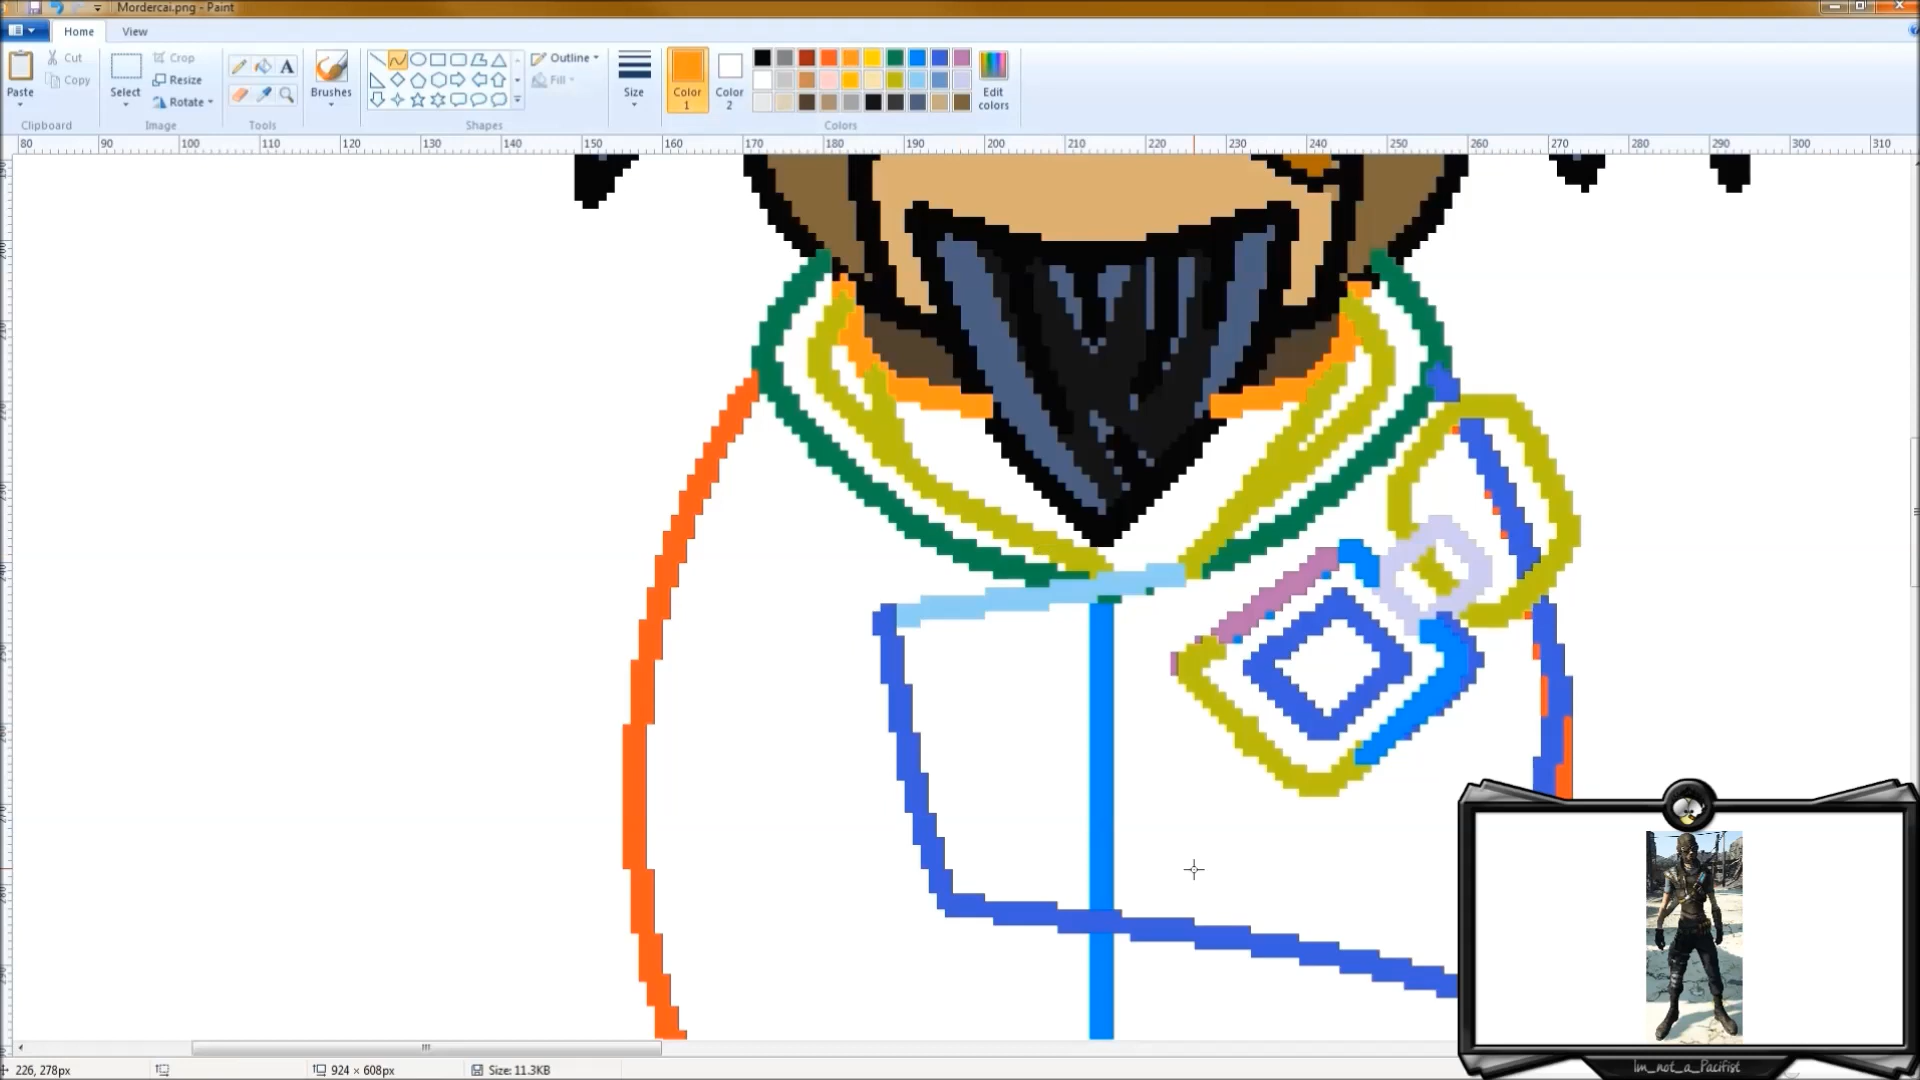 Mordercai.png - Paint
Home View
Paste
Cut
Copy
Clipboard
Select
Crop
Resize
Rotate
Image
A
Tools
Brushes
Shapes
Outline
Fill
Size
Color 1
Color 2
Colors
Edit colors
80 90 100 110 120 130 140 150 160 170 180 190 200 210 220 230 240 250 260 270 280 290 300 310
226, 278px
924 × 608px
Size: 11.3KB
Im_not_a_Pacifist